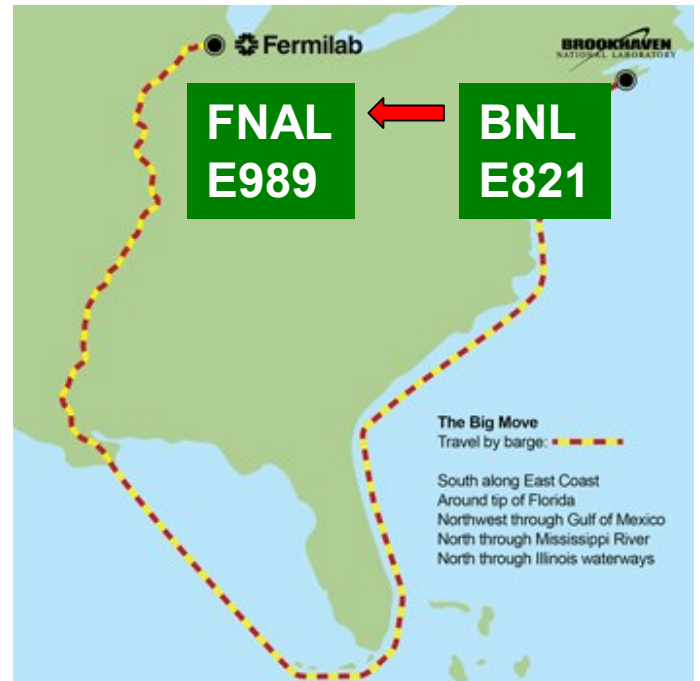 Fermilab
BROOKHAVEN
NATIONAL LABORATORY
FNAL
E989
BNL
E821
The Big Move
Travel by barge:
South along East Coast
Around tip of Florida
Northwest through Gulf of Mexico
North through Mississippi River
North through Illinois waterways